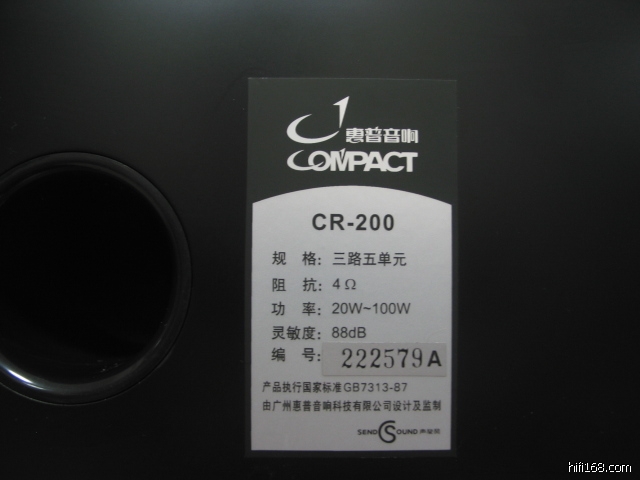 惠普音响
COMPACT
CR-200
规 格：三路五单元
阻 抗：4Ω
功 率：20W~100W
灵敏度：88dB
编 号：222579A
产品执行国家标准GB7313-87
由广州惠普音响科技有限公司设计及监制
SEND SOUND
hifi168.com